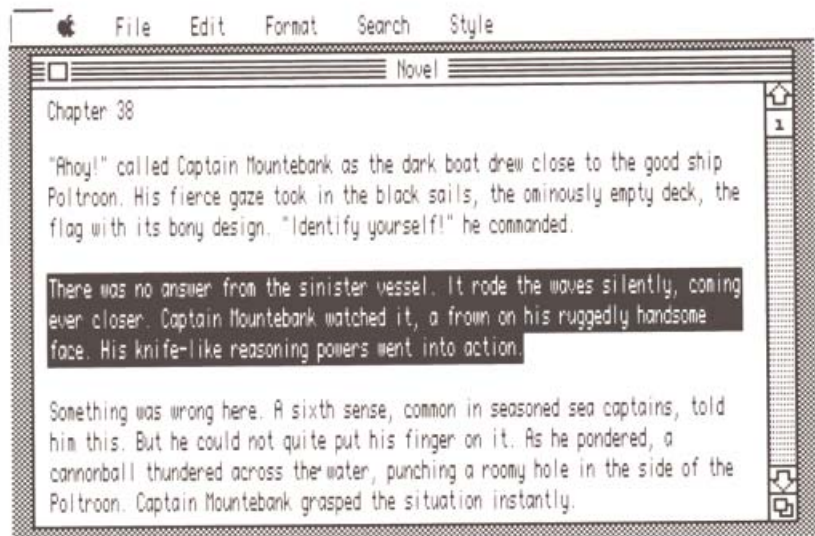 File Edit Format Search Style
Novel
Chapter 38
1
"Ahoy!" called Captain Mountebank as the dark boat drew close to the good ship
Poltroon. His fierce gaze took in the black sails, the ominously empty deck, the
flag with its bony design. "Identify yourself!" he commanded.
There was no answer from the sinister vessel. It rode the waves silently, coming
ever closer. Captain Mountebank watched it, a frown on his ruggedly handsome
face. His knife-like reasoning powers went into action.
Something was wrong here. A sixth sense, common in seasoned sea captains, told
him this. But he could not quite put his finger on it. As he pondered, a
cannonball thundered across the water, punching a roomy hole in the side of the
Poltroon. Captain Mountebank grasped the situation instantly.